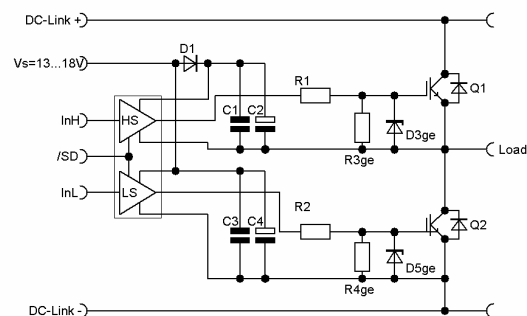 DC-Link +
Vs=13...18V
D1
C1 C2
R1
Q1
InH
HS
D3ge
R3ge
/SD
Load
InL
LS
C3 C4
R2
Q2
D5ge
R4ge
DC-Link -